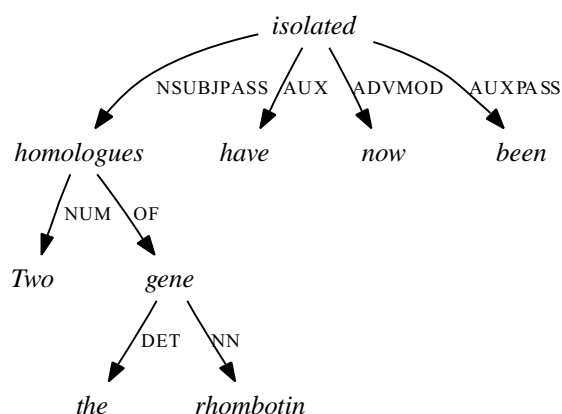 isolated
NSUBJPASS AUX ADVMOD AUXPASS
homologues have now been
NUM OF
Two gene
DET NN
the rhombotin